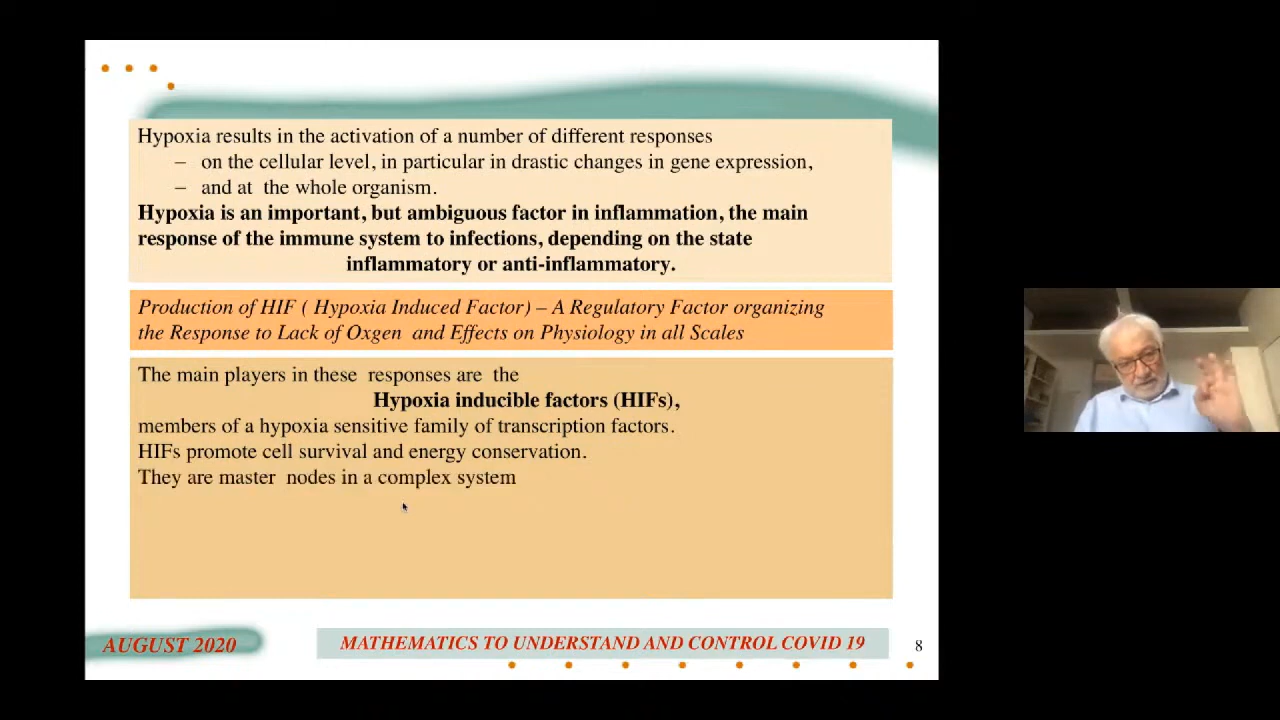 Hypoxia results in the activation of a number of different responses
– on the cellular level, in particular in drastic changes in gene expression,
– and at the whole organism.
Hypoxia is an important, but ambiguous factor in inflammation, the main
response of the immune system to infections, depending on the state
inflammatory or anti-inflammatory.
Production of HIF ( Hypoxia Induced Factor) – A Regulatory Factor organizing
the Response to Lack of Oxgen and Effects on Physiology in all Scales
The main players in these responses are the
Hypoxia inducible factors (HIFs),
members of a hypoxia sensitive family of transcription factors.
HIFs promote cell survival and energy conservation.
They are master nodes in a complex system
AUGUST 2020
MATHEMATICS TO UNDERSTAND AND CONTROL COVID 19
8